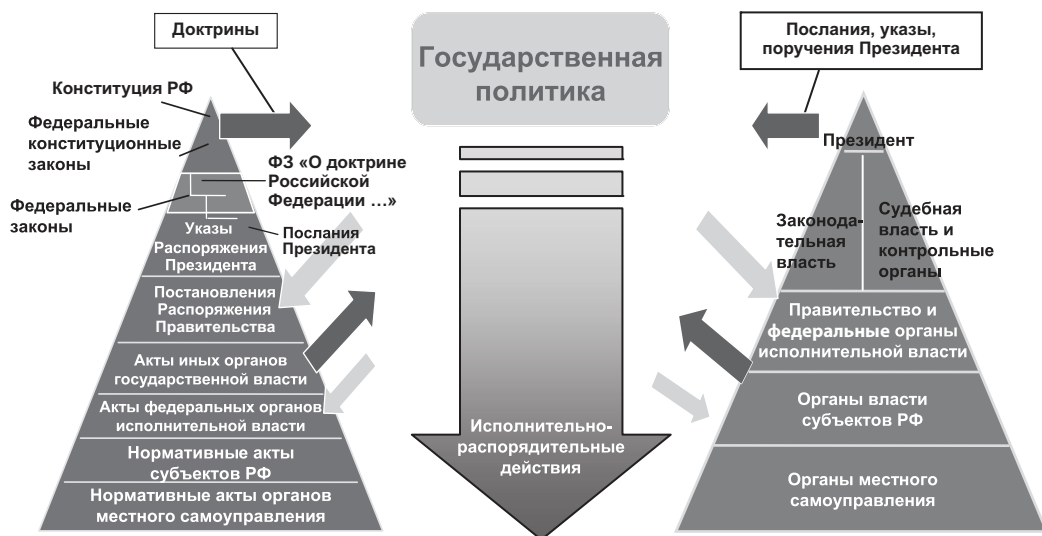 Доктрины
Государственная
политика
Послания, указы,
поручения Президента
Конституция РФ
Федеральные
конституционные
законы
ФЗ «О доктрине
Российской
Федерации ...»
Федеральные
законы
Указы
Распоряжения
Президента
Послания
Президента
Постановления
Распоряжения
Правительства
Акты иных органов
государственной власти
Акты федеральных органов
исполнительной власти
Нормативные акты
субъектов РФ
Нормативные акты органов
местного самоуправления
Исполнительно-
распорядительные
действия
Президент
Законода-
тельная
власть
Судебная
власть и
контрольные
органы
Правительство и
федеральные органы
исполнительной власти
Органы власти
субъектов РФ
Органы местного
самоуправления